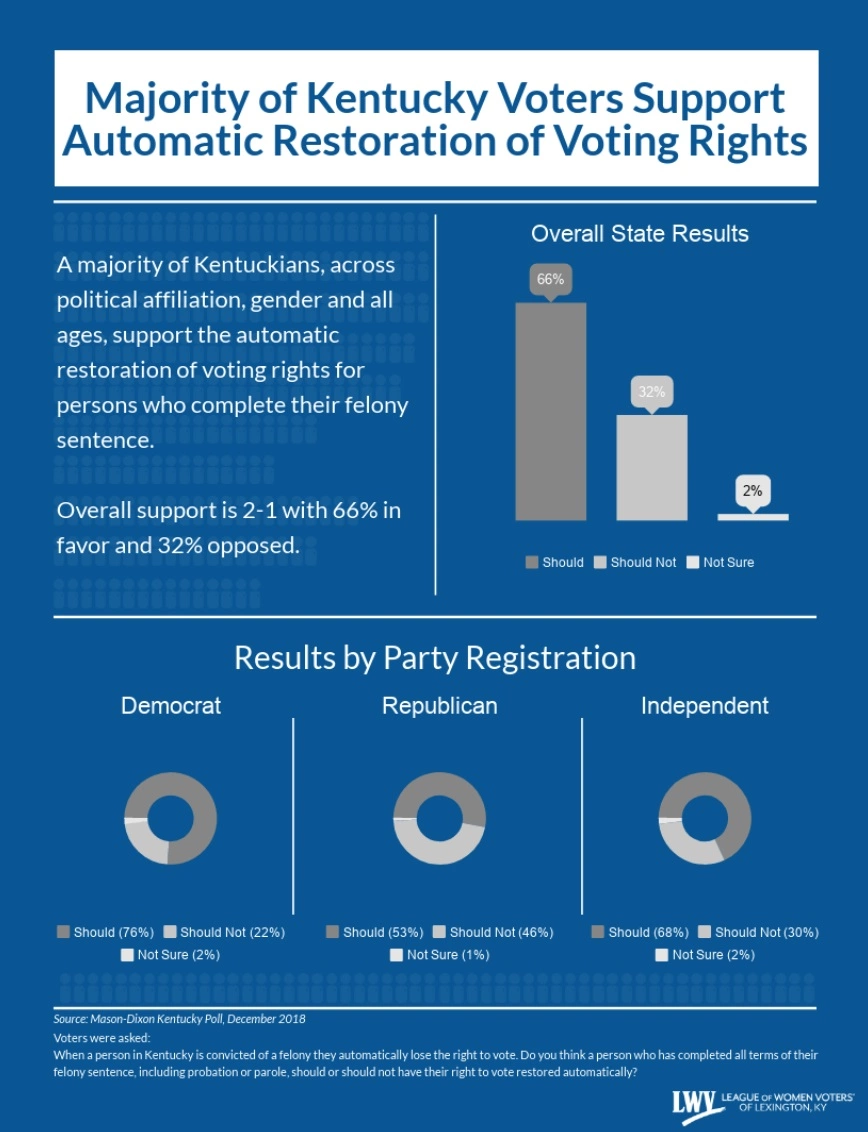 Majority of Kentucky Voters Support
Automatic Restoration of Voting Rights
A majority of Kentuckians, across
political affiliation, gender and all
ages, support the automatic
restoration of voting rights for
persons who complete their felony
sentence.
Overall support is 2-1 with 66% in
favor and 32% opposed.
Overall State Results
66%
32%
2%
Should Should Not Not Sure
Results by Party Registration
Democrat
Should (76%) Should Not (22%)
Not Sure (2%)
Republican
Should (53%) Should Not (46%)
Not Sure (1%)
Independent
Should (68%) Should Not (30%)
Not Sure (2%)
Source: Mason-Dixon Kentucky Poll, December 2018
Voters were asked:
When a person in Kentucky is convicted of a felony they automatically lose the right to vote. Do you think a person who has completed all terms of their
felony sentence, including probation or parole, should or should not have their right to vote restored automatically?
LWV LEAGUE OF WOMEN VOTERS®
OF LEXINGTON, KY